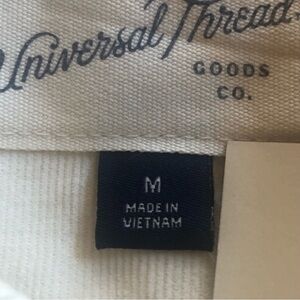 Universal Thread
GOODS
CO.
M
MADE IN
VIETNAM